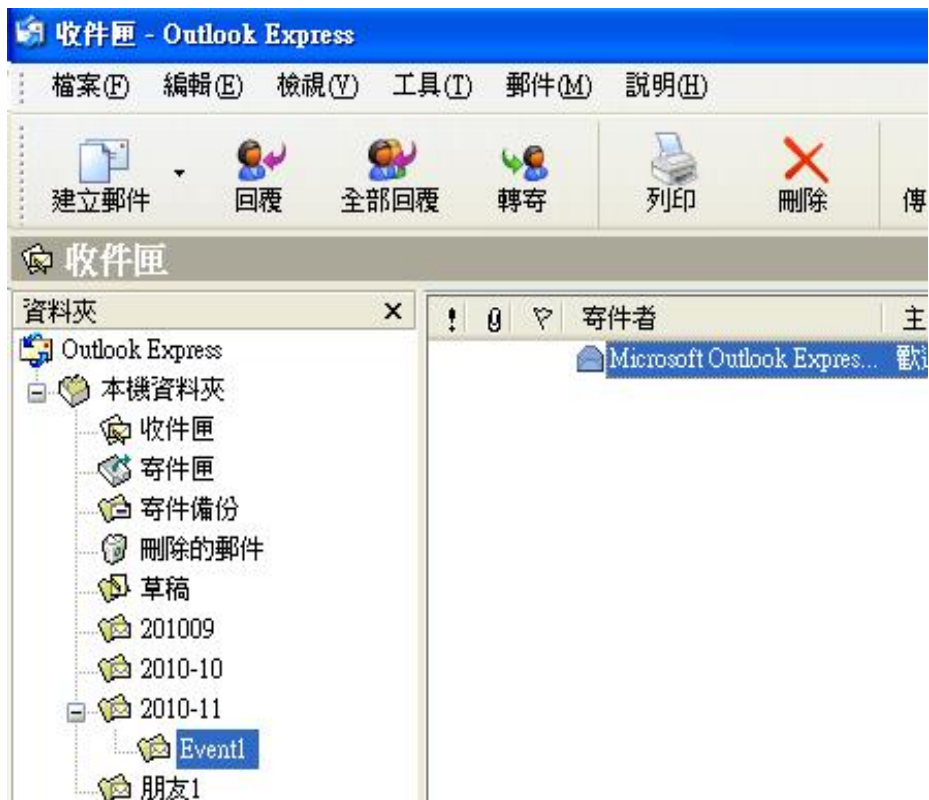 收件匣 - Outlook Express
檔案(F) 編輯(E) 檢視(V) 工具(T) 郵件(M) 說明(H)
建立郵件 回覆 全部回覆 轉寄 列印 刪除 傳
收件匣
資料夾 寄件者 主
Outlook Express Microsoft Outlook Expres... 歡
本機資料夾
收件匣
寄件匣
寄件備份
刪除的郵件
草稿
201009
2010-10
2010-11
Event1
朋友1